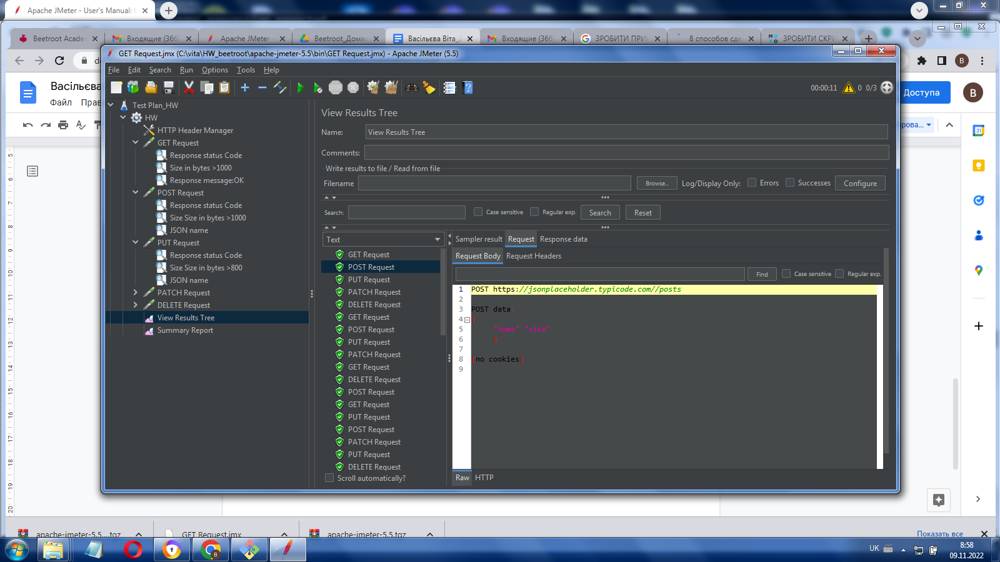 Apache JMeter - User's Manual: G
Beetroot Acade
Входящие (366)
Apache JMeter -
Beetroot_Дома
Васільєва Віта_Д
Входящие (366)
ЗРОБИТИ ПРИ
8 способов сде
ЗРОБИТИ СКРИ
GET Request.jmx (C:\vita\HW_beetroot\apache-jmeter-5.5\bin\GET Request.jmx) - Apache JMeter (5.5)
File Edit Search Run Options Tools Help
00:00:11 0 0/3
Васільєва
Файл Прав
Доступа
В
Test Plan_HW
HW
HTTP Header Manager
GET Request
Response status Code
Size in bytes >1000
Response message:OK
POST Request
Response status Code
Size Size in bytes >1000
JSON name
PUT Request
Response status Code
Size Size in bytes >800
JSON name
PATCH Request
DELETE Request
View Results Tree
Summary Report
View Results Tree
Name: View Results Tree
Comments:
Write results to file / Read from file
Filename Browse... Log/Display Only: Errors Successes Configure
Search: Case sensitive Regular exp. Search Reset
Text
GET Request
POST Request
PUT Request
PATCH Request
DELETE Request
GET Request
POST Request
PUT Request
PATCH Request
GET Request
DELETE Request
POST Request
GET Request
PUT Request
POST Request
PATCH Request
PUT Request
DELETE Request
Scroll automatically?
Sampler result Request Response data
Request Body Request Headers
Find Case sensitive Regular exp.
1 POST https://jsonplaceholder.typicode.com//posts
2
3 POST data
4 {
5 "name":"vita"
6 }
7
8 [no cookies]
9
Raw HTTP
apache-jmeter-5.5....tgz
GET Request.jmx
apache-jmeter-5.5.tgz
Показать все
UK
8:58
09.11.2022